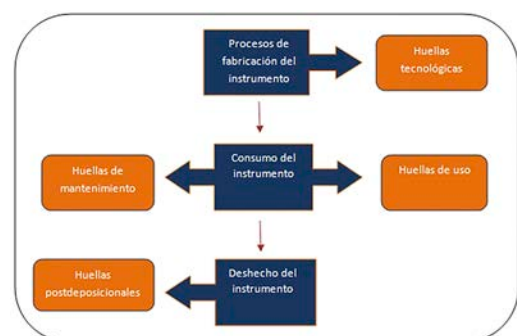 Procesos de
fabricación del
instrumento
Huellas
tecnológicas
Huellas de
mantenimiento
Consumo del
instrumento
Huellas de uso
Huellas
postdeposicionales
Deshecho del
instrumento